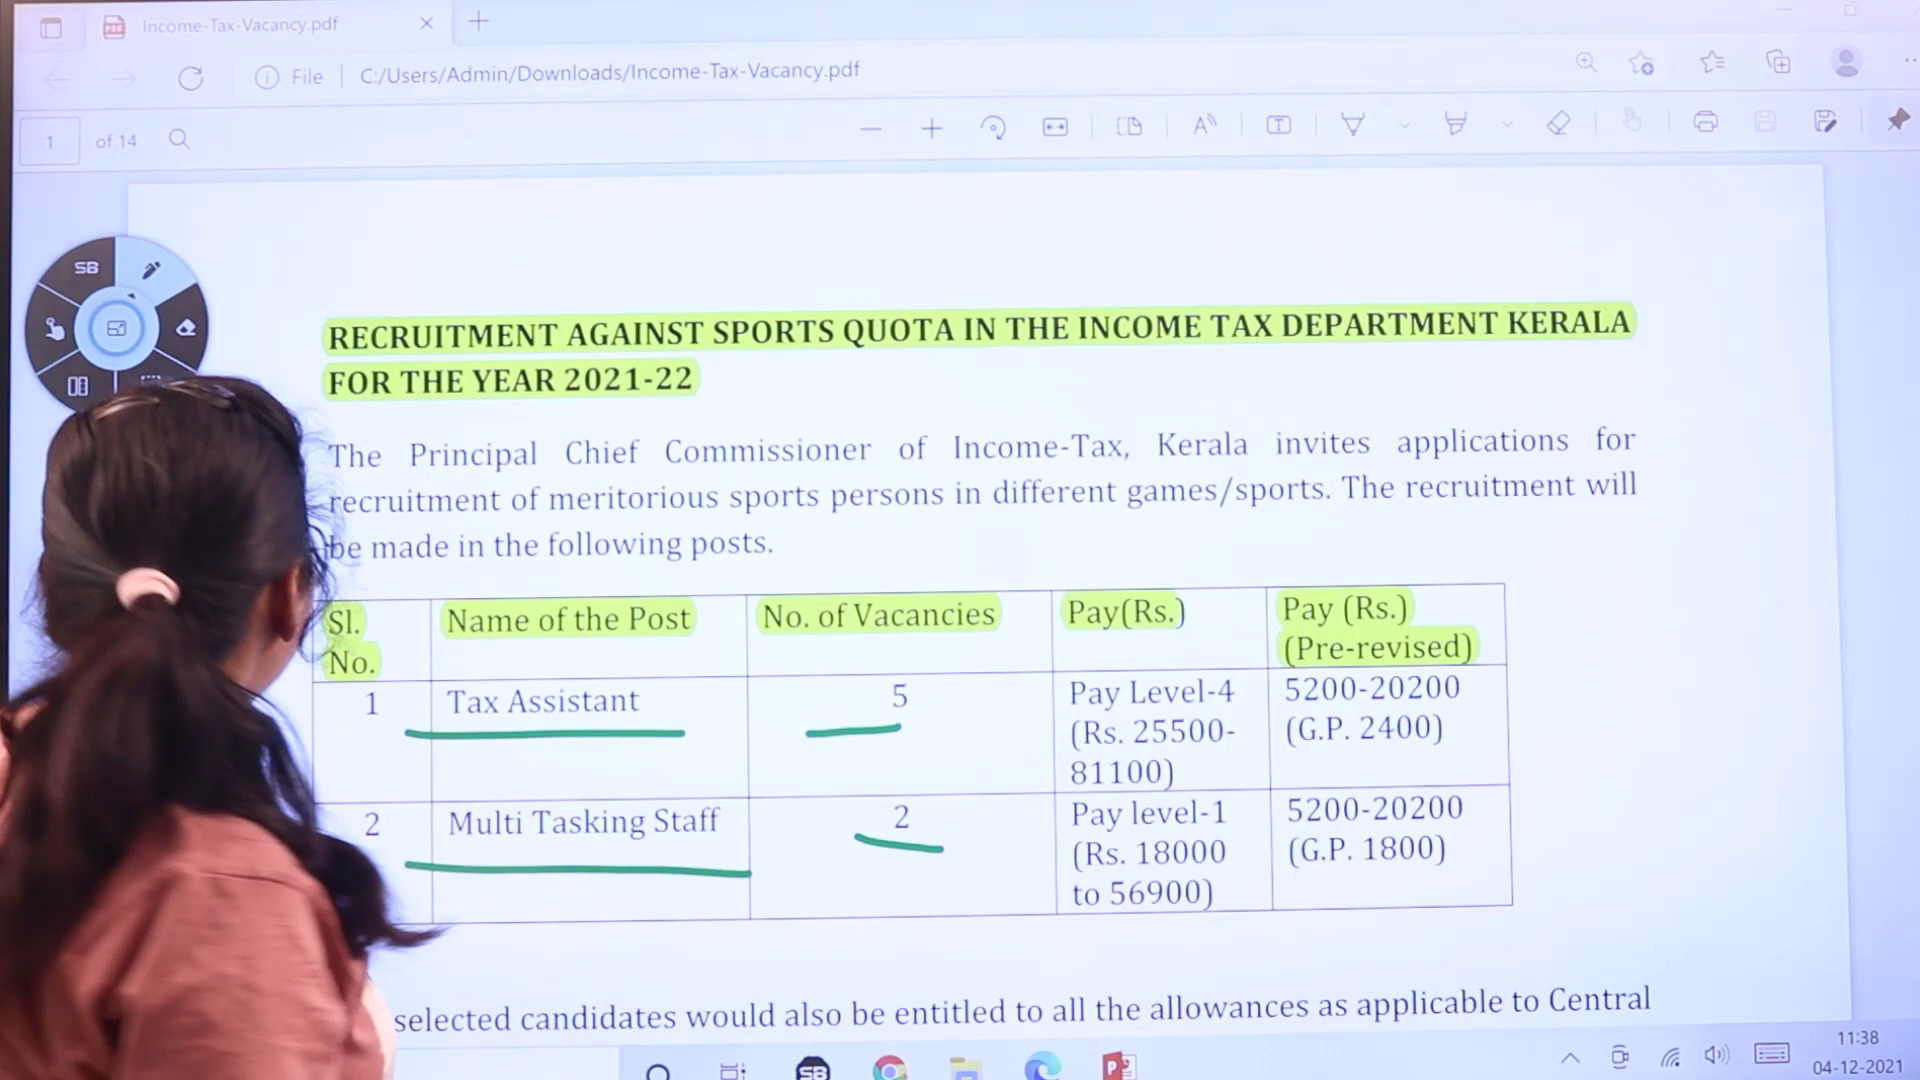 Income-Tax-Vacancy.pdf
File
C:/Users/Admin/Downloads/Income-Tax-Vacancy.pdf
1 of 14
SB
RECRUITMENT AGAINST SPORTS QUOTA IN THE INCOME TAX DEPARTMENT KERALA
FOR THE YEAR 2021-22
The Principal Chief Commissioner of Income-Tax, Kerala invites applications for
recruitment of meritorious sports persons in different games/sports. The recruitment will
be made in the following posts.
Sl. No. Name of the Post No. of Vacancies Pay(Rs.) Pay (Rs.) (Pre-revised)
1 Tax Assistant 5 Pay Level-4 (Rs. 25500-81100) 5200-20200 (G.P. 2400)
2 Multi Tasking Staff 2 Pay level-1 (Rs. 18000 to 56900) 5200-20200 (G.P. 1800)
selected candidates would also be entitled to all the allowances as applicable to Central
SB
11:38
04-12-2021